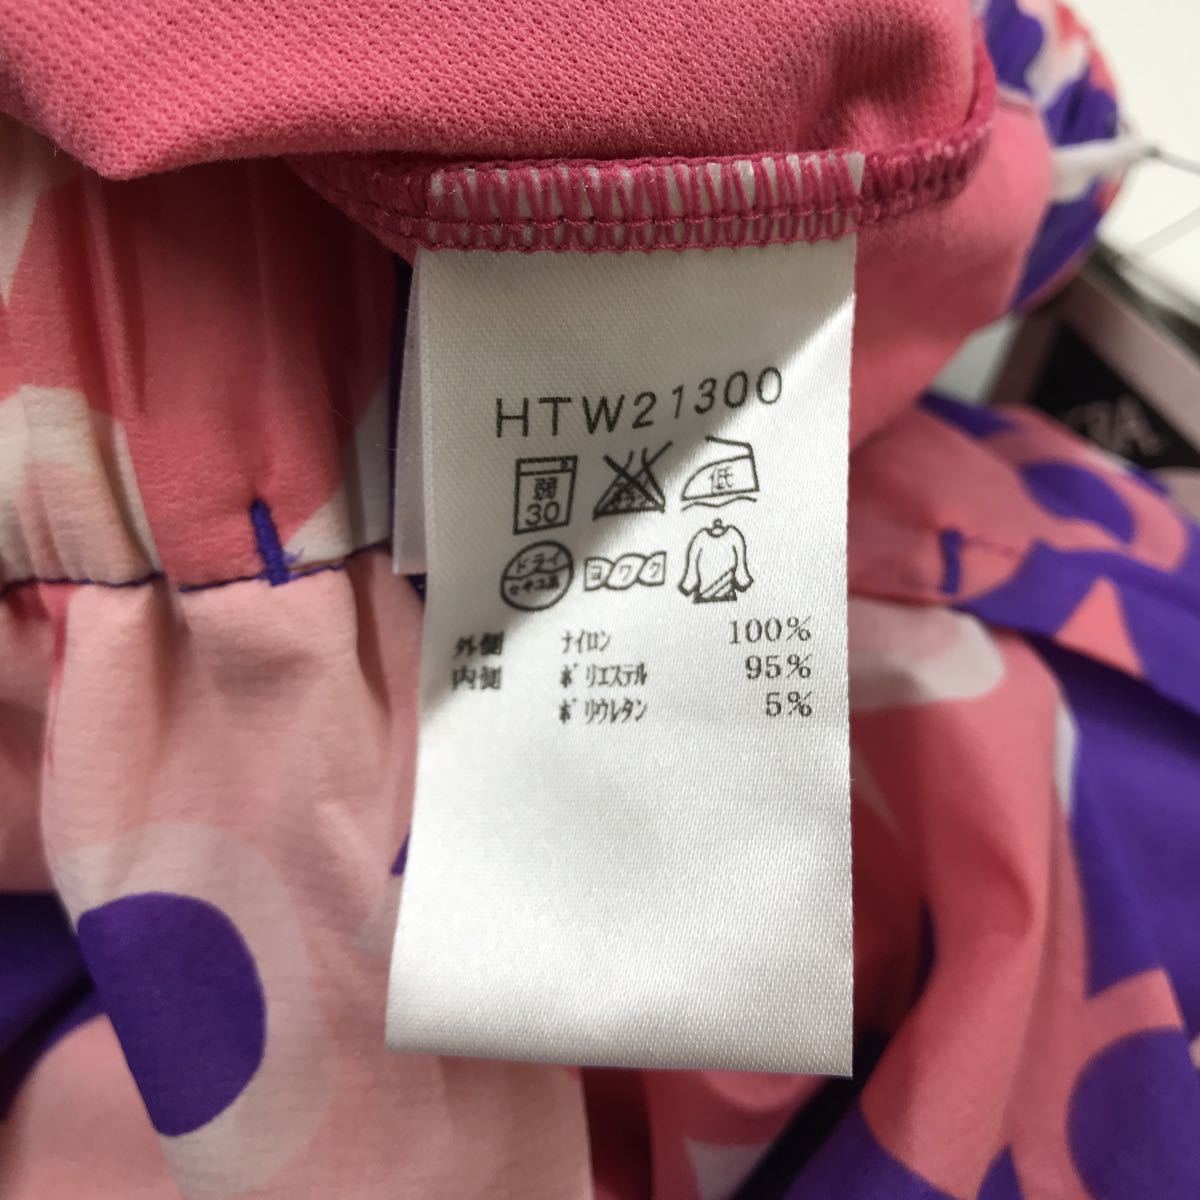 HTW21300
弱 低
30
ドライ ヨワク
セキユ系
外側 ナイロン 100%
内側 ポリエステル 95%
ポリウレタン 5%